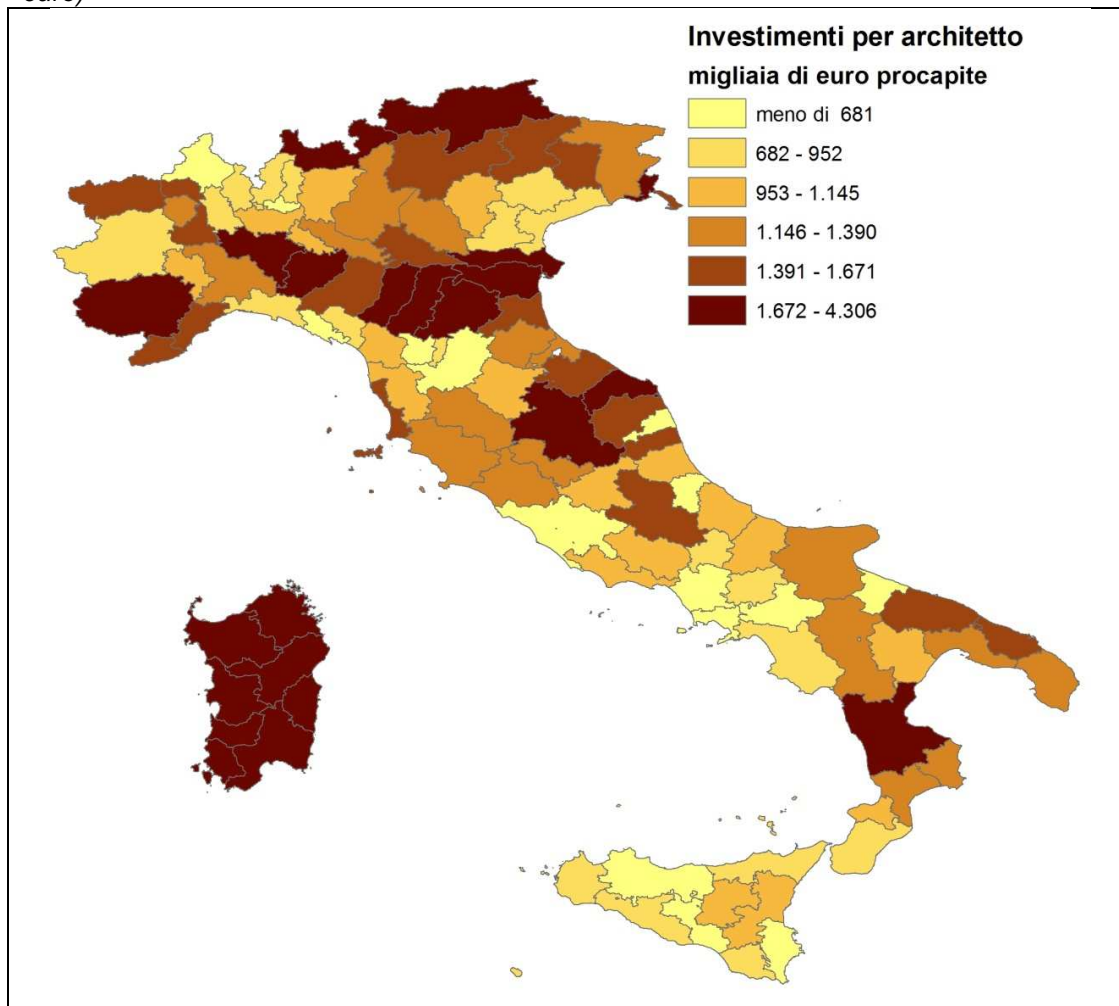 euro)
Investimenti per architetto
migliaia di euro procapite
meno di 681
682 - 952
953 - 1.145
1.146 - 1.390
1.391 - 1.671
1.672 - 4.306